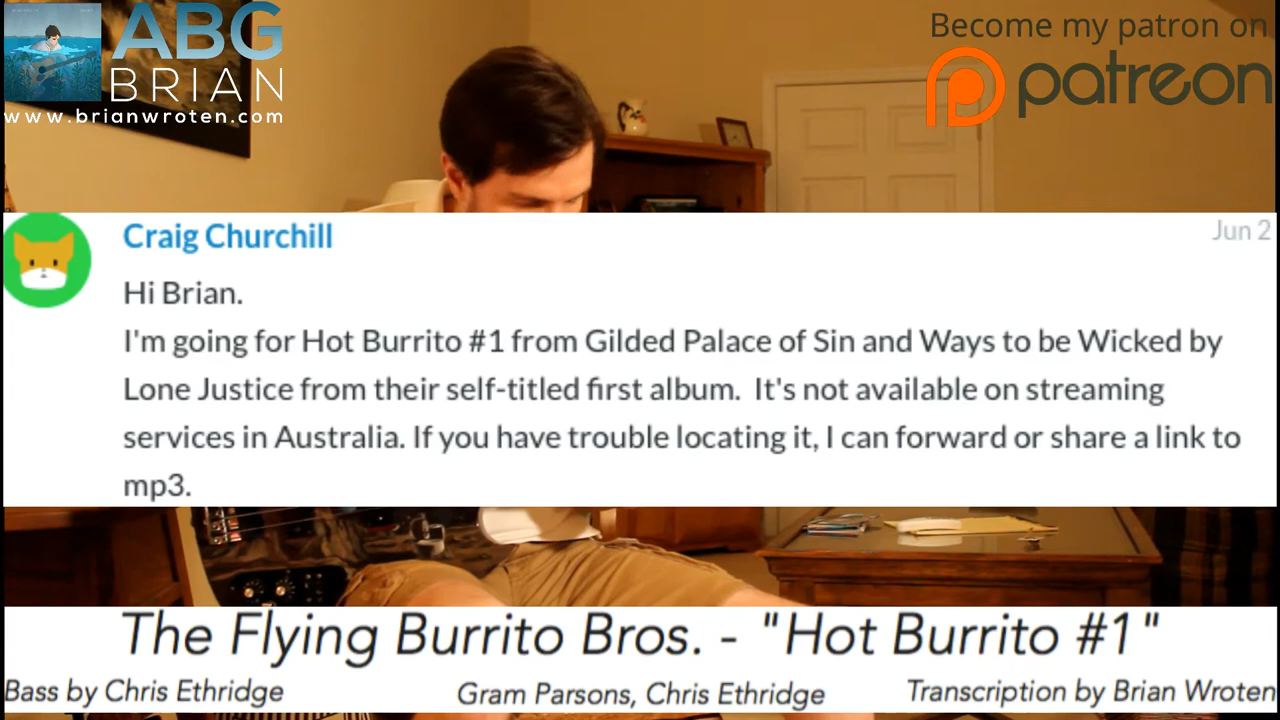 ABG
BRIAN
www.brianwroten.com
Become my patron on
patreon
Craig Churchill
Jun 2
Hi Brian.
I'm going for Hot Burrito #1 from Gilded Palace of Sin and Ways to be Wicked by
Lone Justice from their self-titled first album. It's not available on streaming
services in Australia. If you have trouble locating it, I can forward or share a link to
mp3.
The Flying Burrito Bros. - "Hot Burrito #1"
Bass by Chris Ethridge
Gram Parsons, Chris Ethridge
Transcription by Brian Wroten